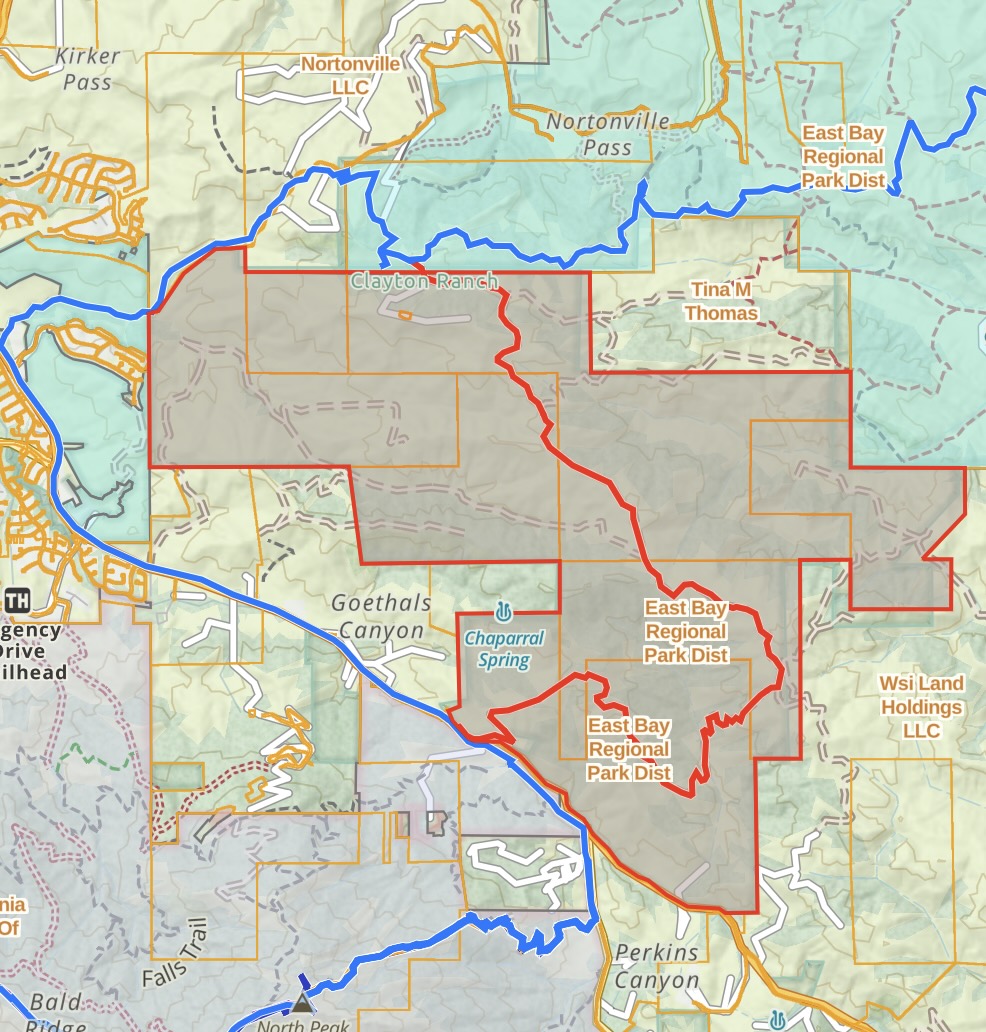 Kirker
Pass
Nortonville
LLC
Nortonville
Pass
East Bay
Regional
Park Dist
Clayton Ranch
Tina M
Thomas
TH
gency
Drive
ilhead
Goethals
Canyon
Chaparral
Spring
East Bay
Regional
Park Dist
Wsi Land
Holdings
LLC
East Bay
Regional
Park Dist
nia
Of
Falls Trail
Perkins
Canyon
Bald
Ridge
North Peak